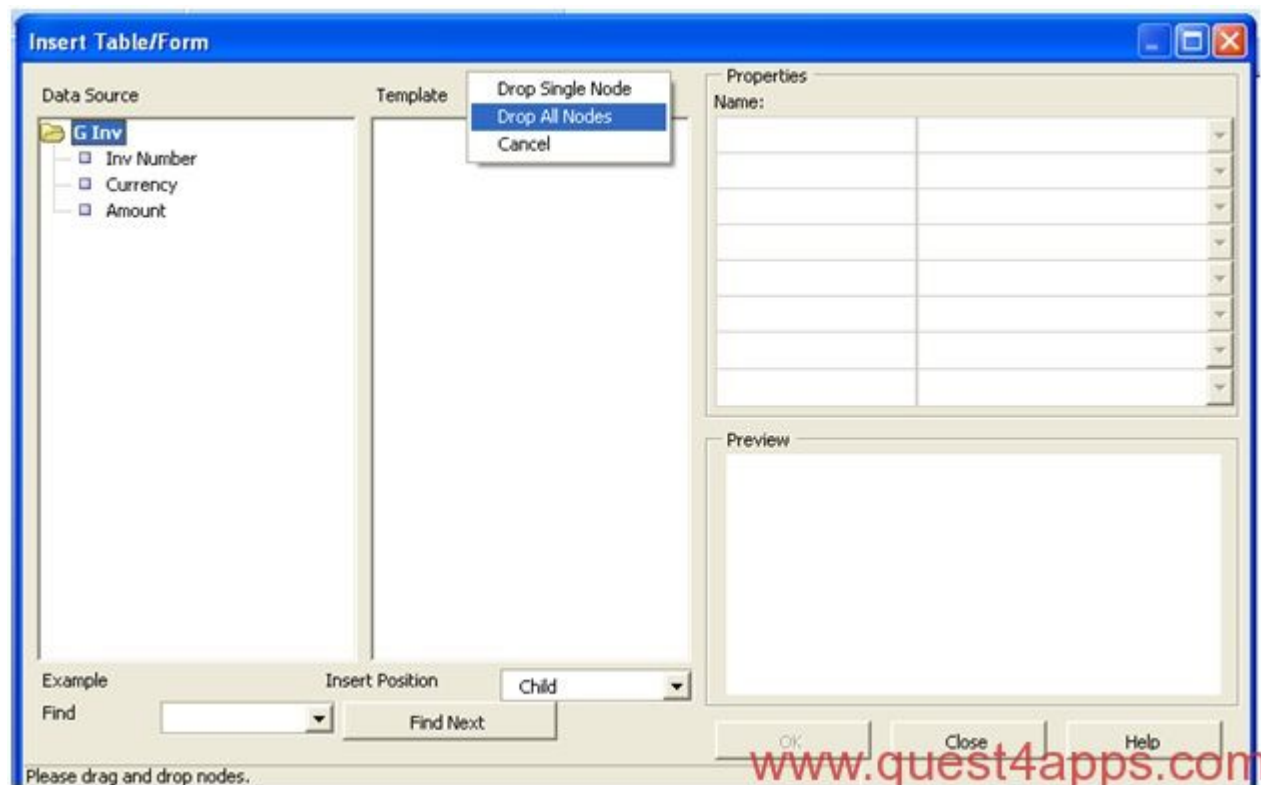 Insert Table/Form
Data Source
Template
Drop Single Node
Drop All Nodes
Cancel
G Inv
Inv Number
Currency
Amount
Properties
Name:
Preview
Example
Insert Position
Child
Find
Find Next
OK
Close
Help
Please drag and drop nodes.
www.quest4apps.com